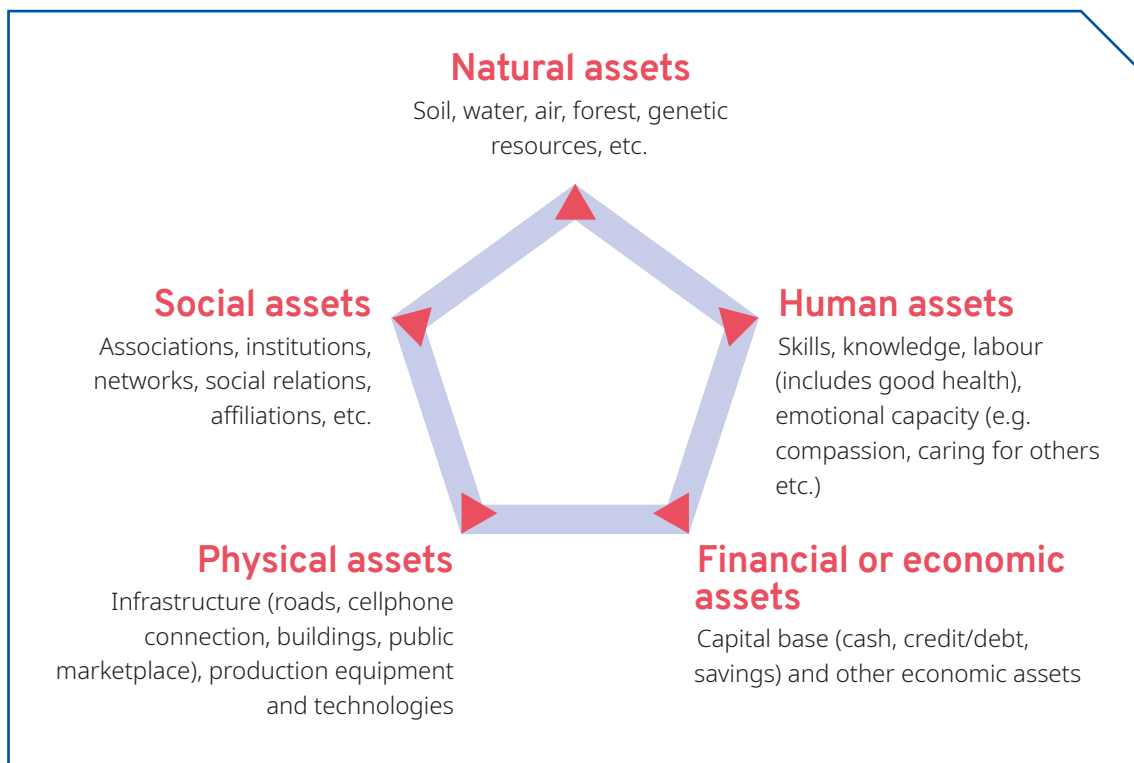 Natural assets
Soil, water, air, forest, genetic
resources, etc.
Social assets
Associations, institutions,
networks, social relations,
affiliations, etc.
Human assets
Skills, knowledge, labour
(includes good health),
emotional capacity (e.g.
compassion, caring for others
etc.)
Physical assets
Infrastructure (roads, cellphone
connection, buildings, public
marketplace), production equipment
and technologies
Financial or economic
assets
Capital base (cash, credit/debt,
savings) and other economic assets